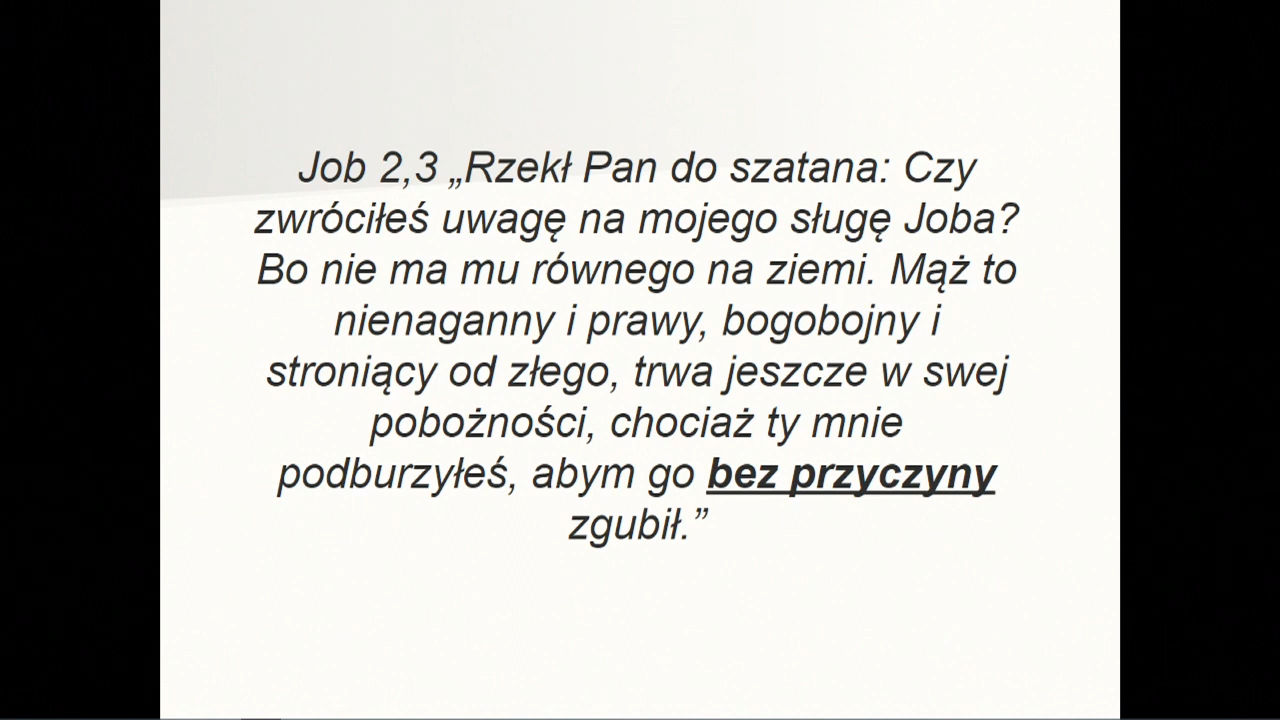 Job 2,3 „Rzekł Pan do szatana: Czy
zwróciłeś uwagę na mojego sługę Joba?
Bo nie ma mu równego na ziemi. Mąż to
nienaganny i prawy, bogobojny i
stroniący od złego, trwa jeszcze w swej
pobożności, chociaż ty mnie
podburzyłeś, abym go bez przyczyny
zgubił.”